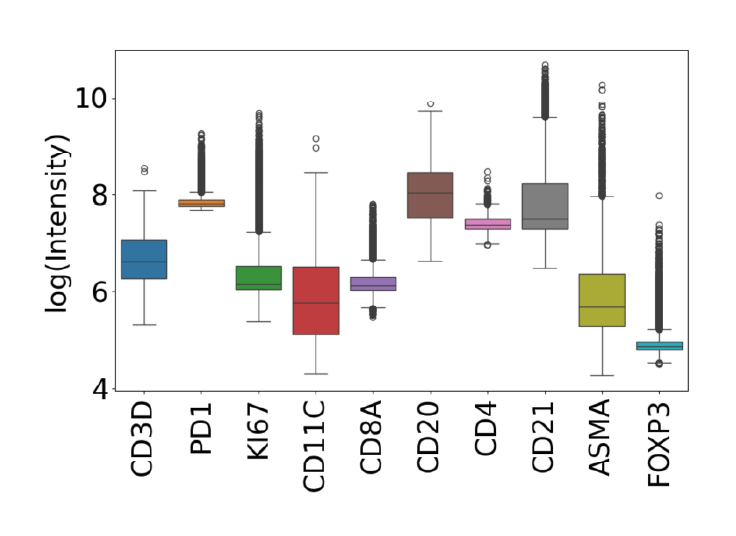 log(Intensity)
10
8
6
4
CD3D
PD1
KI67
CD11C
CD8A
CD20
CD4
CD21
ASMA
FOXP3